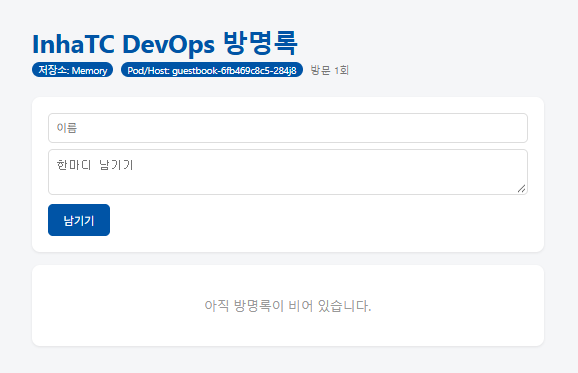 InhaTC DevOps 방명록
저장소: Memory Pod/Host: guestbook-6fb469c8c5-284j8 방문 1회
이름
한마디 남기기
남기기
아직 방명록이 비어 있습니다.